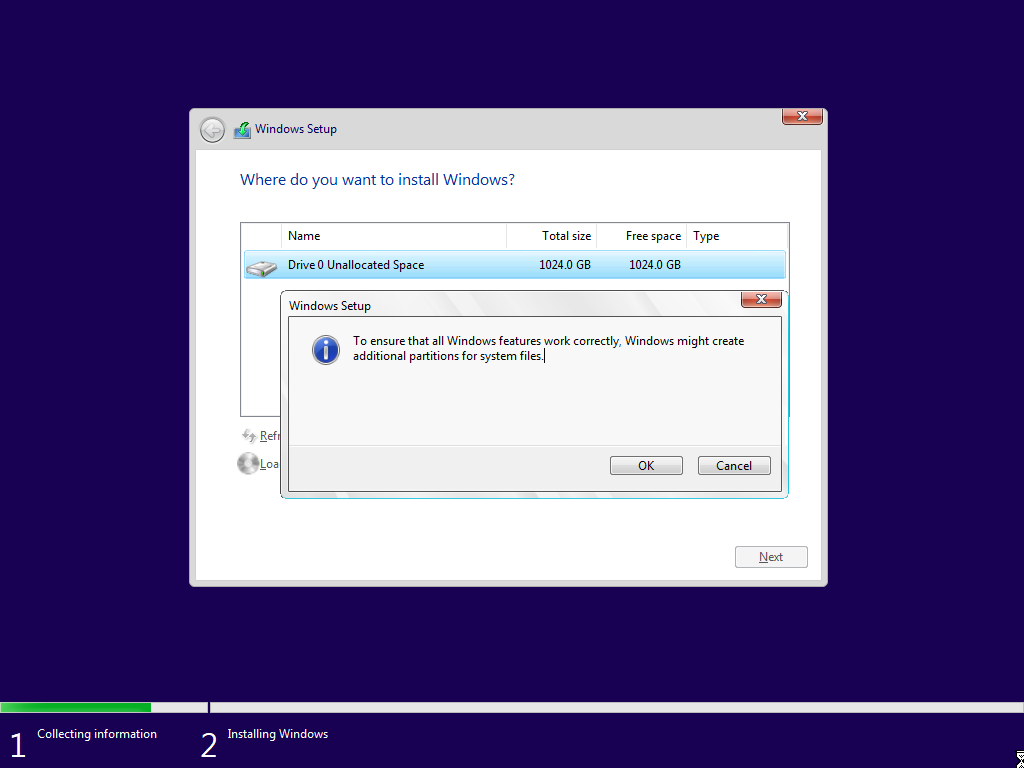 Windows Setup
Where do you want to install Windows?
Name Total size Free space Type
Drive 0 Unallocated Space 1024.0 GB 1024.0 GB
Windows Setup
To ensure that all Windows features work correctly, Windows might create
additional partitions for system files.
Refr
Loa
OK Cancel
Next
1 Collecting information 2 Installing Windows